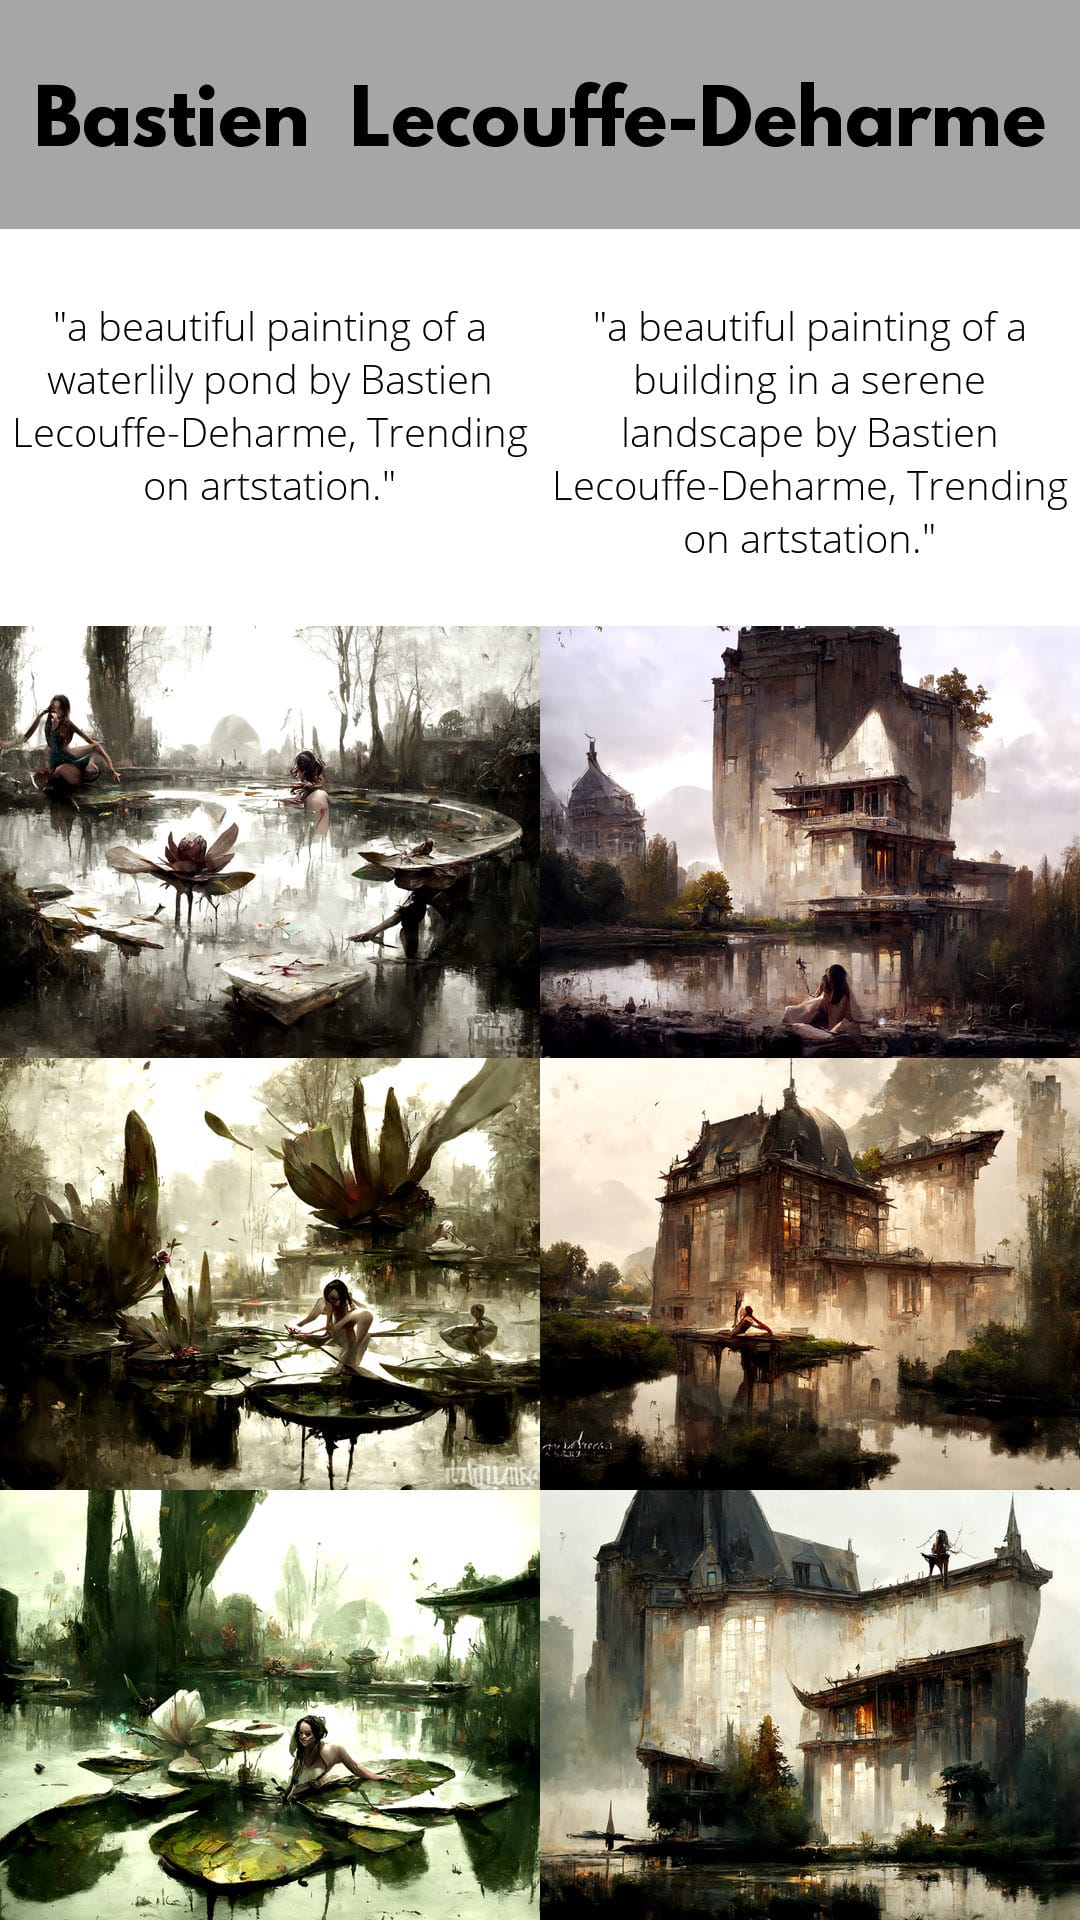 Bastien Lecouffe-Deharme
"a beautiful painting of a
waterlily pond by Bastien
Lecouffe-Deharme, Trending
on artstation."
"a beautiful painting of a
building in a serene
landscape by Bastien
Lecouffe-Deharme, Trending
on artstation."